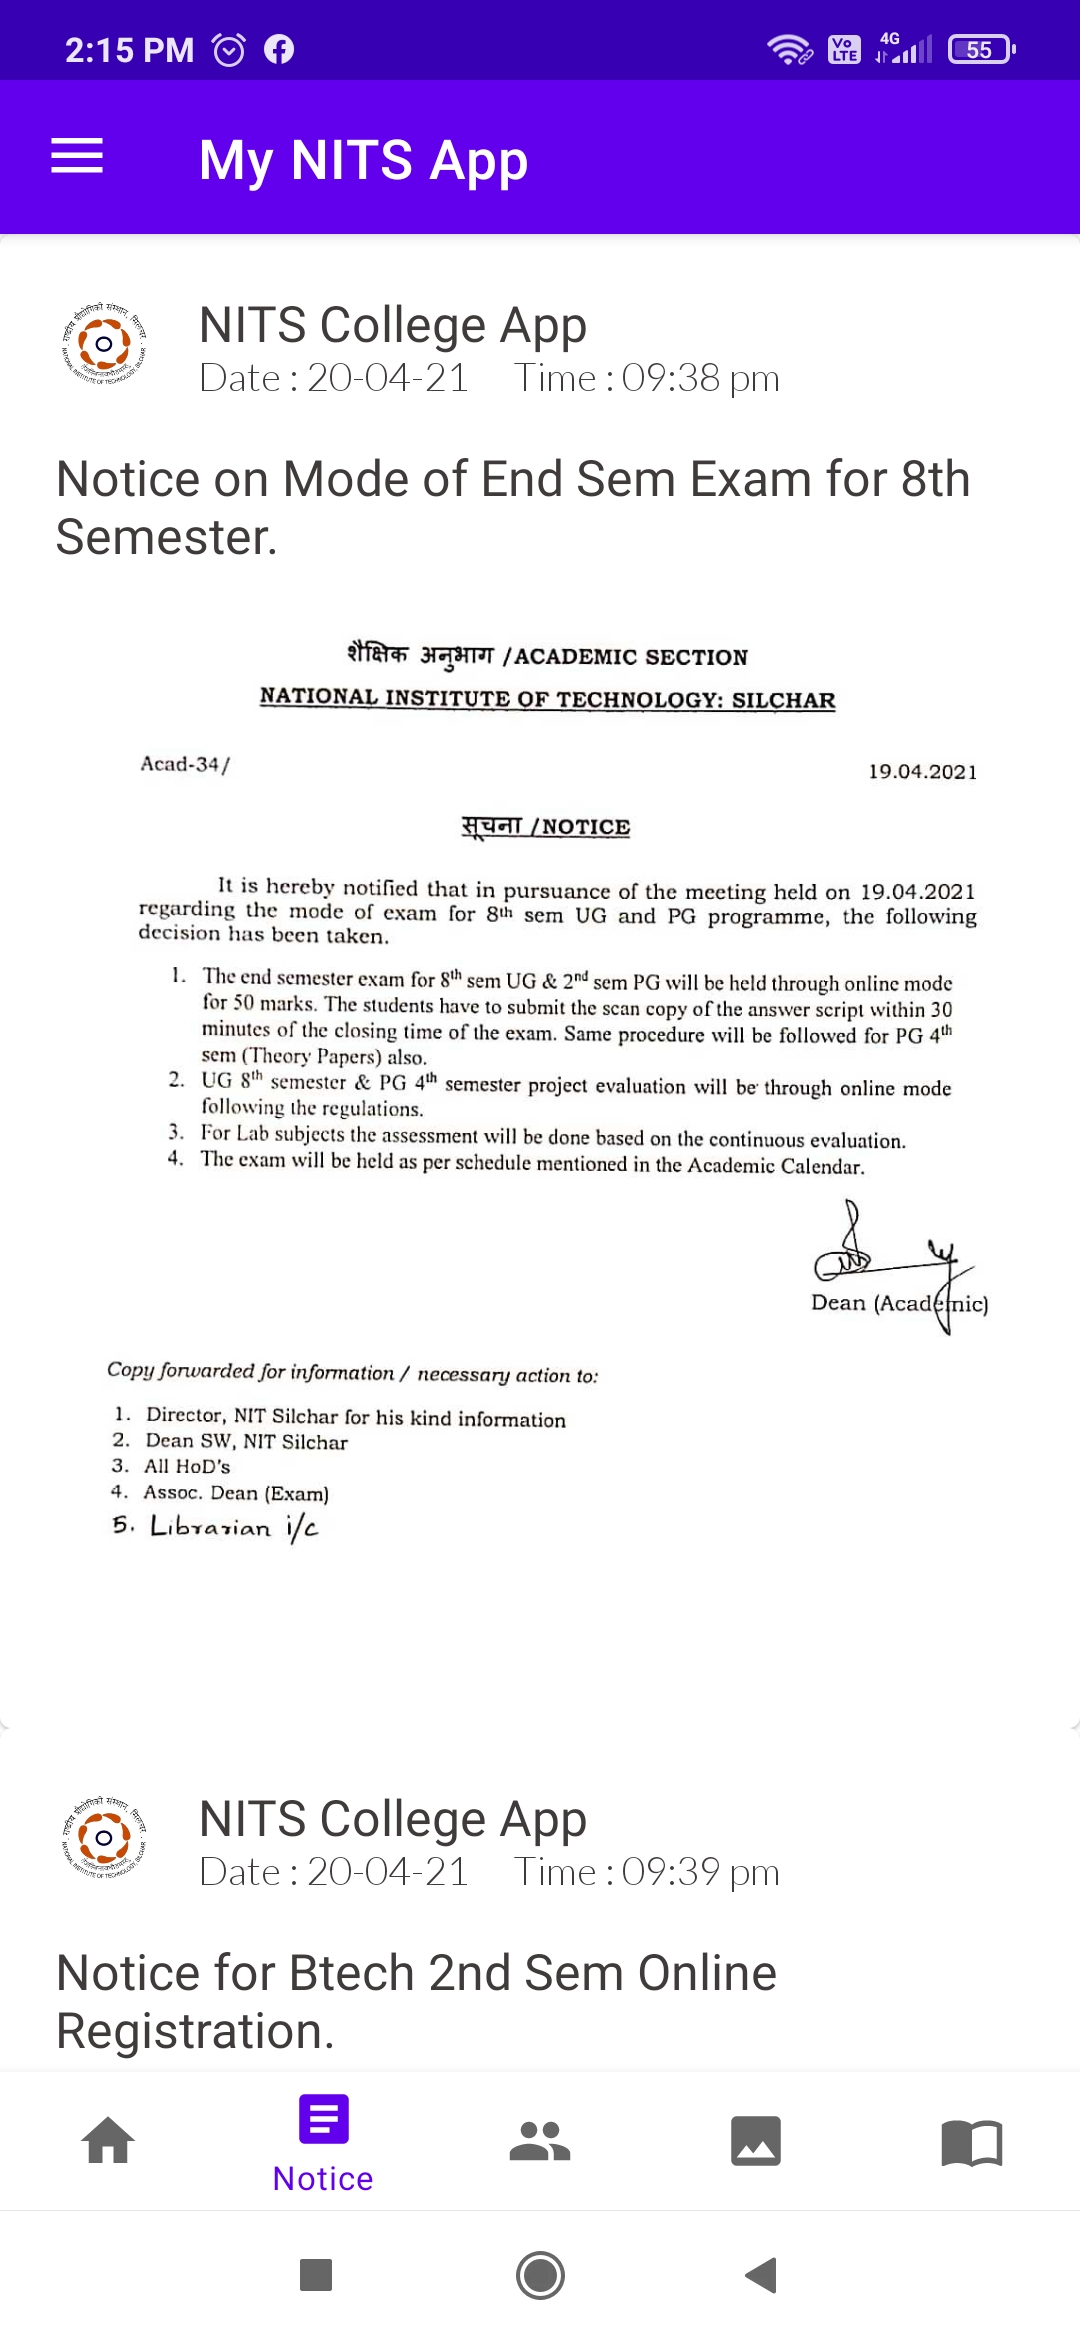 2:15 PM
Vo LTE 4G 55
My NITS App
NITS College App
Date : 20-04-21 Time : 09:38 pm
Notice on Mode of End Sem Exam for 8th
Semester.
शैक्षिक अनुभाग /ACADEMIC SECTION
NATIONAL INSTITUTE OF TECHNOLOGY: SILCHAR
Acad-34/ 19.04.2021
सूचना /NOTICE
It is hereby notified that in pursuance of the meeting held on 19.04.2021
regarding the mode of exam for 8th sem UG and PG programme, the following
decision has been taken.
1. The end semester exam for 8th sem UG & 2nd sem PG will be held through online mode
for 50 marks. The students have to submit the scan copy of the answer script within 30
minutes of the closing time of the exam. Same procedure will be followed for PG 4th
sem (Theory Papers) also.
2. UG 8th semester & PG 4th semester project evaluation will be through online mode
following the regulations.
3. For Lab subjects the assessment will be done based on the continuous evaluation.
4. The exam will be held as per schedule mentioned in the Academic Calendar.
Dean (Academic)
Copy forwarded for information / necessary action to:
1. Director, NIT Silchar for his kind information
2. Dean SW, NIT Silchar
3. All HoD's
4. Assoc. Dean (Exam)
5. Librarian i/c
NITS College App
Date : 20-04-21 Time : 09:39 pm
Notice for Btech 2nd Sem Online
Registration.
Notice